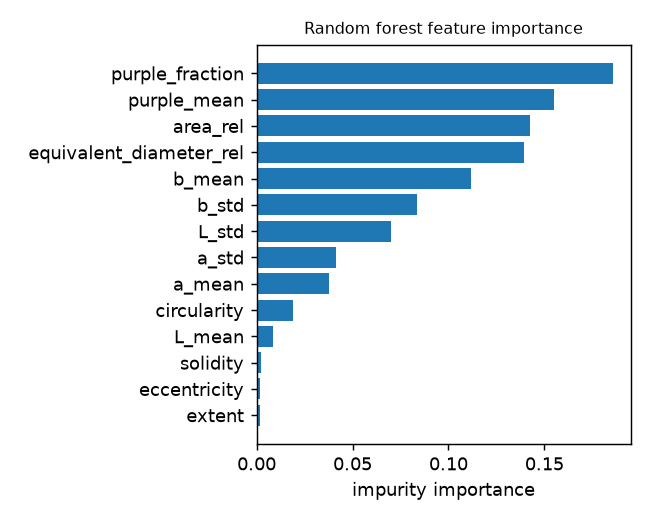 Random forest feature importance
purple_fraction
purple_mean
area_rel
equivalent_diameter_rel
b_mean
b_std
L_std
a_std
a_mean
circularity
L_mean
solidity
eccentricity
extent
0.00 0.05 0.10 0.15
impurity importance